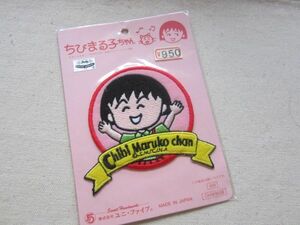 ちびまる子ちゃん
¥950
Chibi Maruko chan
株式会社 ユニ・ファイブ
MADE IN JAPAN